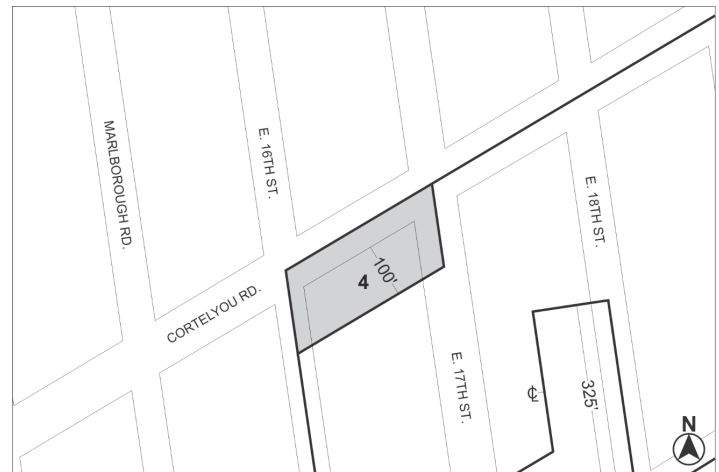 MARLBOROUGH RD.
E. 16TH ST.
E. 18TH ST.
100'
4
CORTELYOU RD.
E. 17TH ST.
℄
325'
N